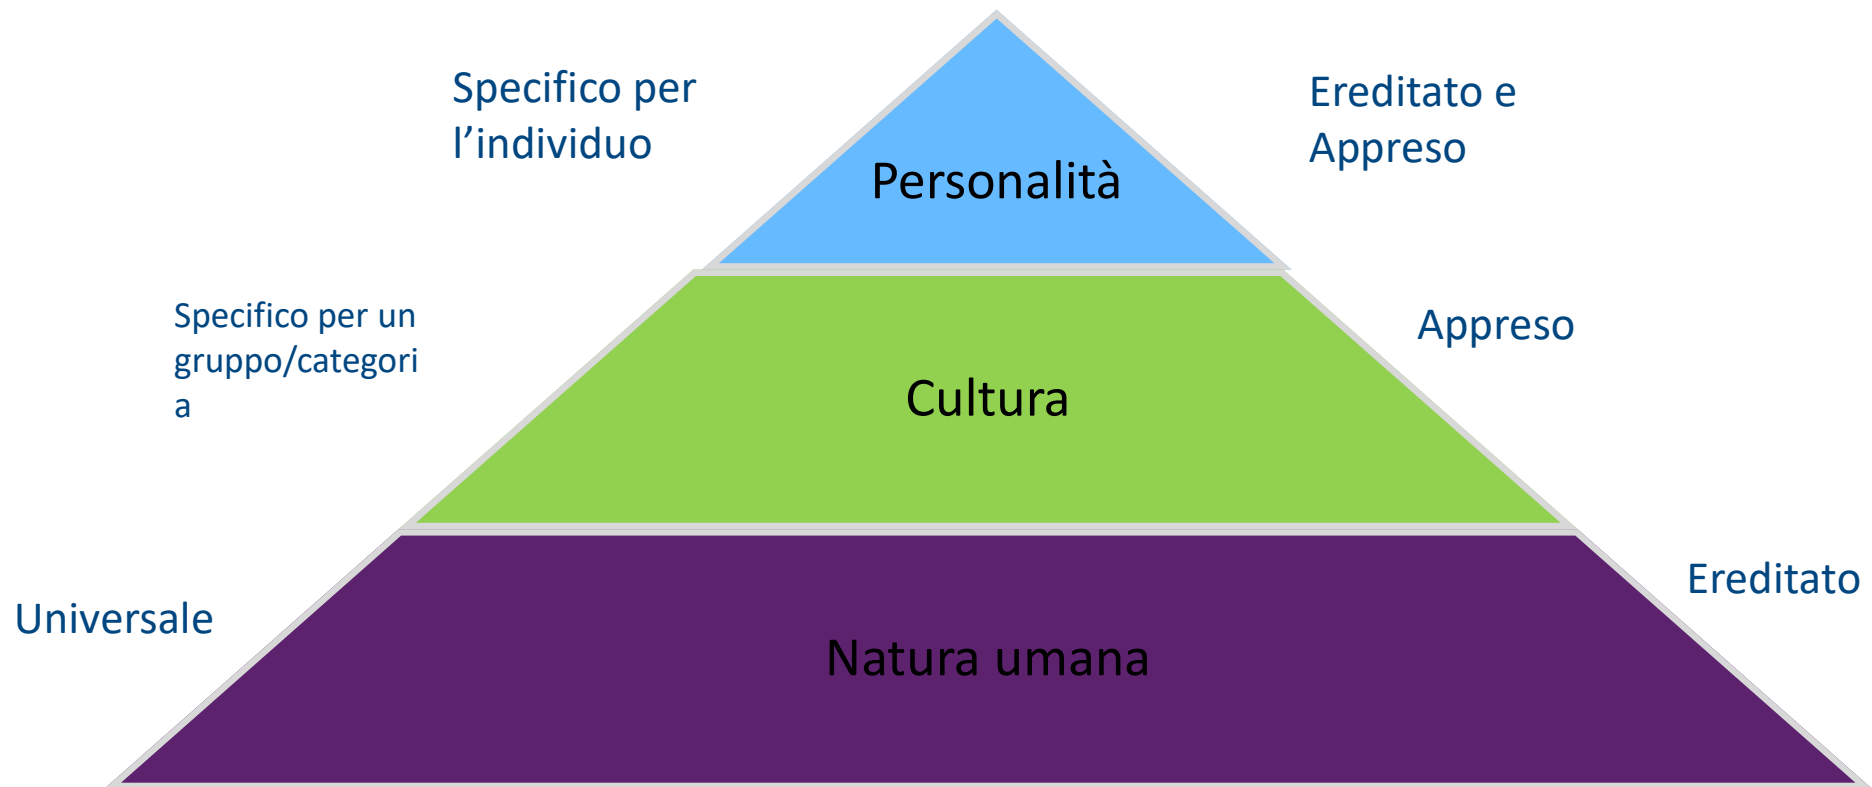 Specifico per
l’individuo
Ereditato e
Appreso
Personalità
Specifico per un
gruppo/categori
a
Appreso
Cultura
Universale
Ereditato
Natura umana